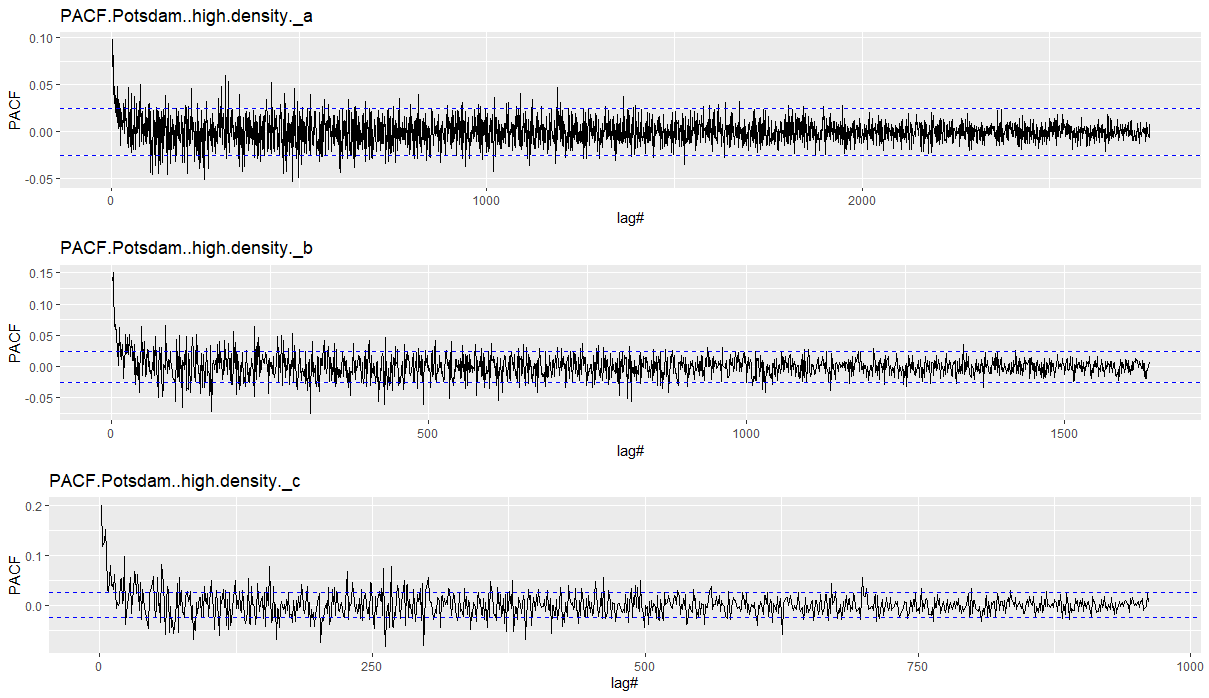 PACF.Potsdam..high.density._a
0.10
0.05
0.00
-0.05
PACF
0
1000
2000
lag#
PACF.Potsdam..high.density._b
0.15
0.10
0.05
0.00
-0.05
PACF
0
500
1000
1500
lag#
PACF.Potsdam..high.density._c
0.2
0.1
0.0
PACF
0
250
500
750
1000
lag#